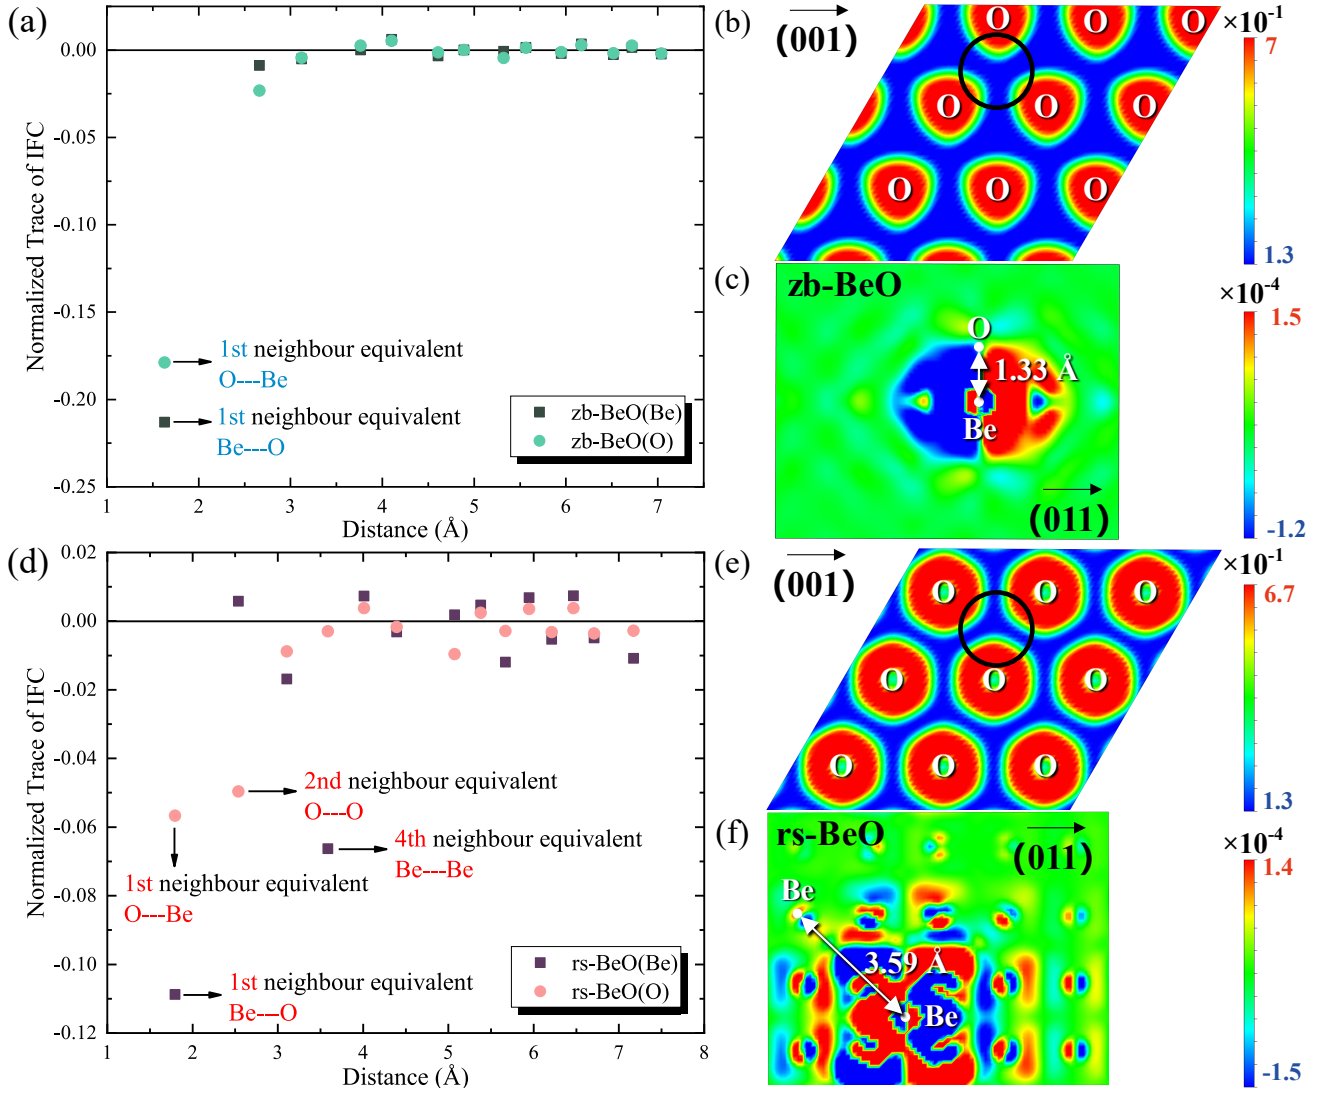 (a)
0.00
-0.05
-0.10
-0.15
-0.20
-0.25
Normalized Trace of IFC
1st neighbour equivalent
O---Be
1st neighbour equivalent
Be---O
zb-BeO(Be)
zb-BeO(O)
1 2 3 4 5 6 7
Distance (Å)
(b)
(001)
O O O
O O O
O O O
×10⁻¹
7
1.3
(c)
zb-BeO
O
1.33 Å
Be
(011)
×10⁻⁴
1.5
-1.2
(d)
0.02
0.00
-0.02
-0.04
-0.06
-0.08
-0.10
-0.12
Normalized Trace of IFC
2nd neighbour equivalent
O---O
4th neighbour equivalent
Be---Be
1st neighbour equivalent
O---Be
1st neighbour equivalent
Be---O
rs-BeO(Be)
rs-BeO(O)
1 2 3 4 5 6 7 8
Distance (Å)
(e)
(001)
O O O
O O O
O O O
×10⁻¹
6.7
1.3
(f)
rs-BeO
(011)
Be
3.59 Å
Be
×10⁻⁴
1.4
-1.5